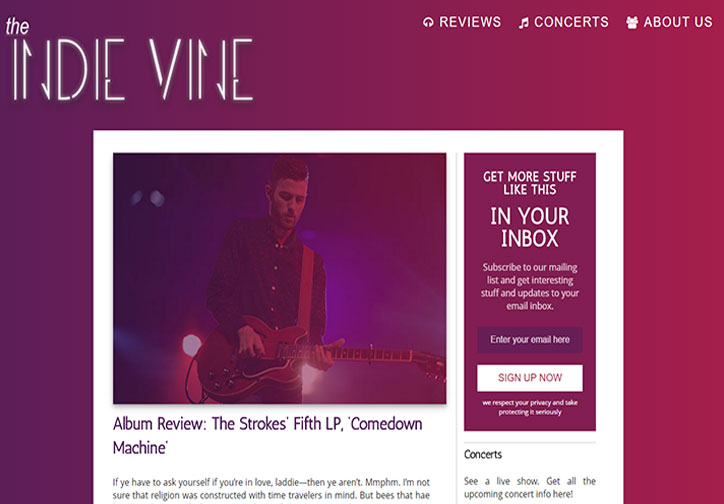 the
INDIE VINE
REVIEWS
CONCERTS
ABOUT US
GET MORE STUFF
LIKE THIS
IN YOUR
INBOX
Subscribe to our mailing
list and get interesting
stuff and updates to your
email inbox.
Enter your email here
SIGN UP NOW
we respect your privacy and take
protecting it seriously
Album Review: The Strokes' Fifth LP, 'Comedown
Machine'
If ye have to ask yourself if you're in love, laddie—then ye aren't. Mmphm. I'm not
sure that religion was constructed with time travelers in mind. But bees that hae
Concerts
See a live show. Get all the
upcoming concert info here!